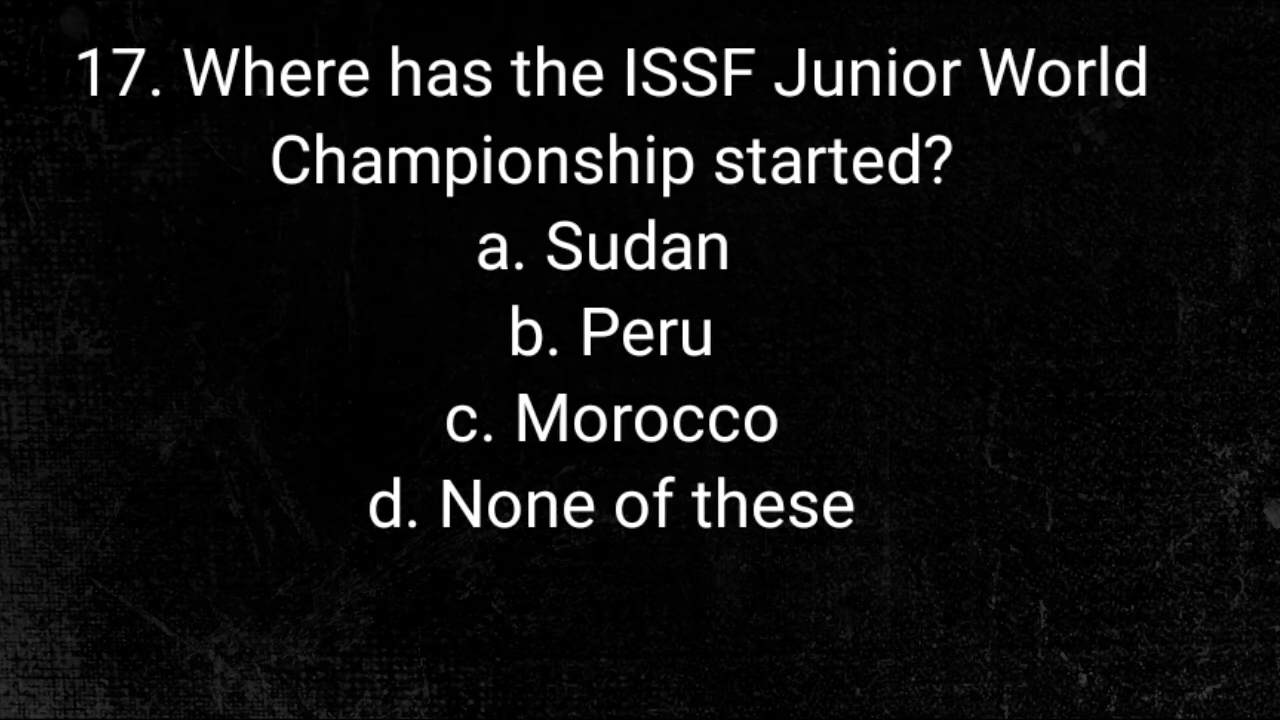 17. Where has the ISSF Junior World
Championship started?
a. Sudan
b. Peru
c. Morocco
d. None of these